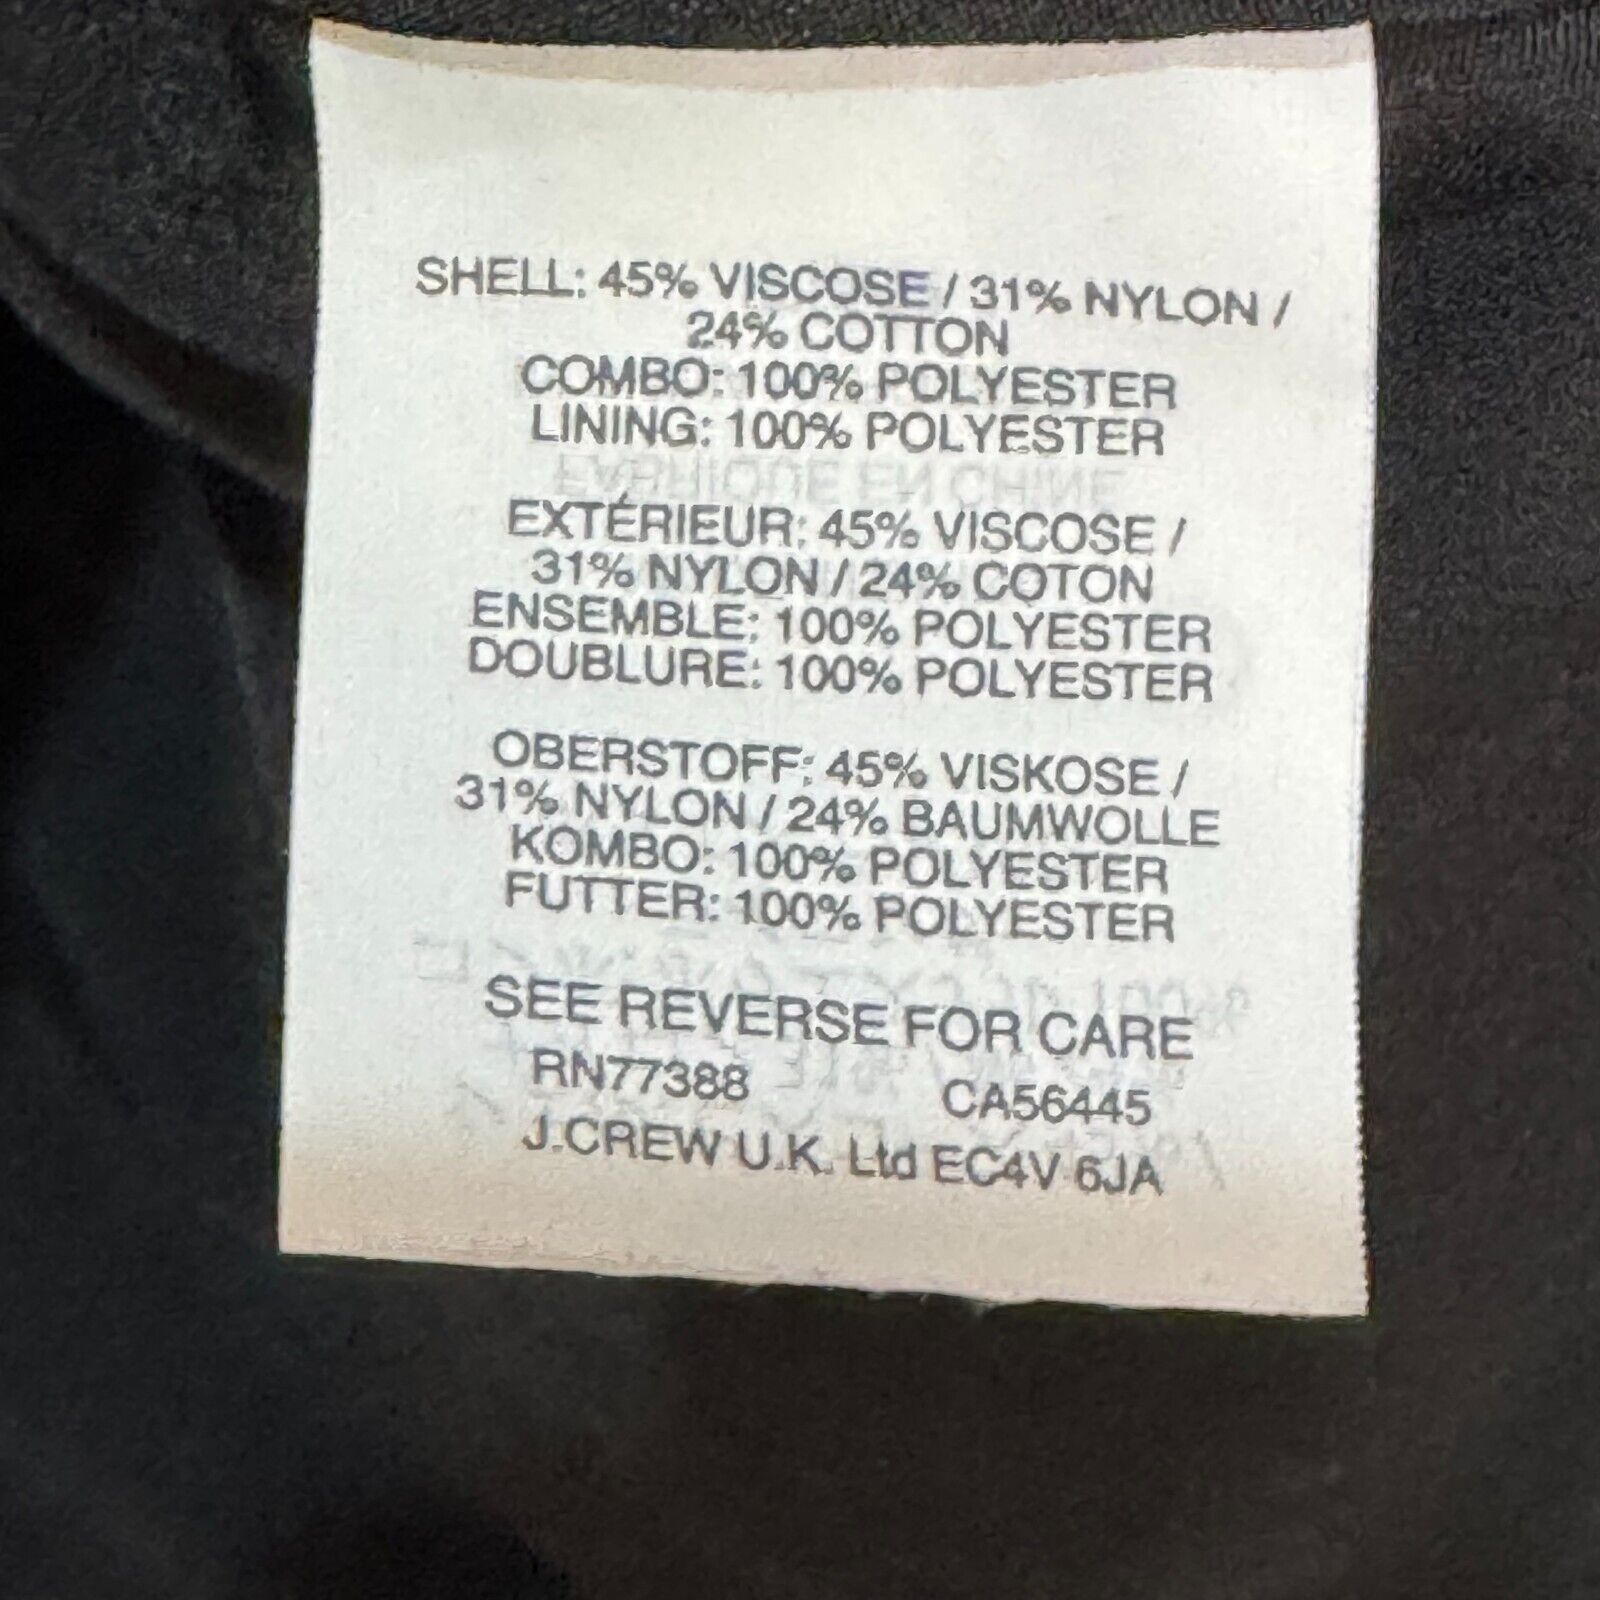 SHELL: 45% VISCOSE / 31% NYLON /
24% COTTON
COMBO: 100% POLYESTER
LINING: 100% POLYESTER
EXTÉRIEUR: 45% VISCOSE /
31% NYLON / 24% COTON
ENSEMBLE: 100% POLYESTER
DOUBLURE: 100% POLYESTER
OBERSTOFF: 45% VISKOSE /
31% NYLON / 24% BAUMWOLLE
KOMBO: 100% POLYESTER
FUTTER: 100% POLYESTER
SEE REVERSE FOR CARE
RN77388 CA56445
J.CREW U.K. Ltd EC4V 6JA